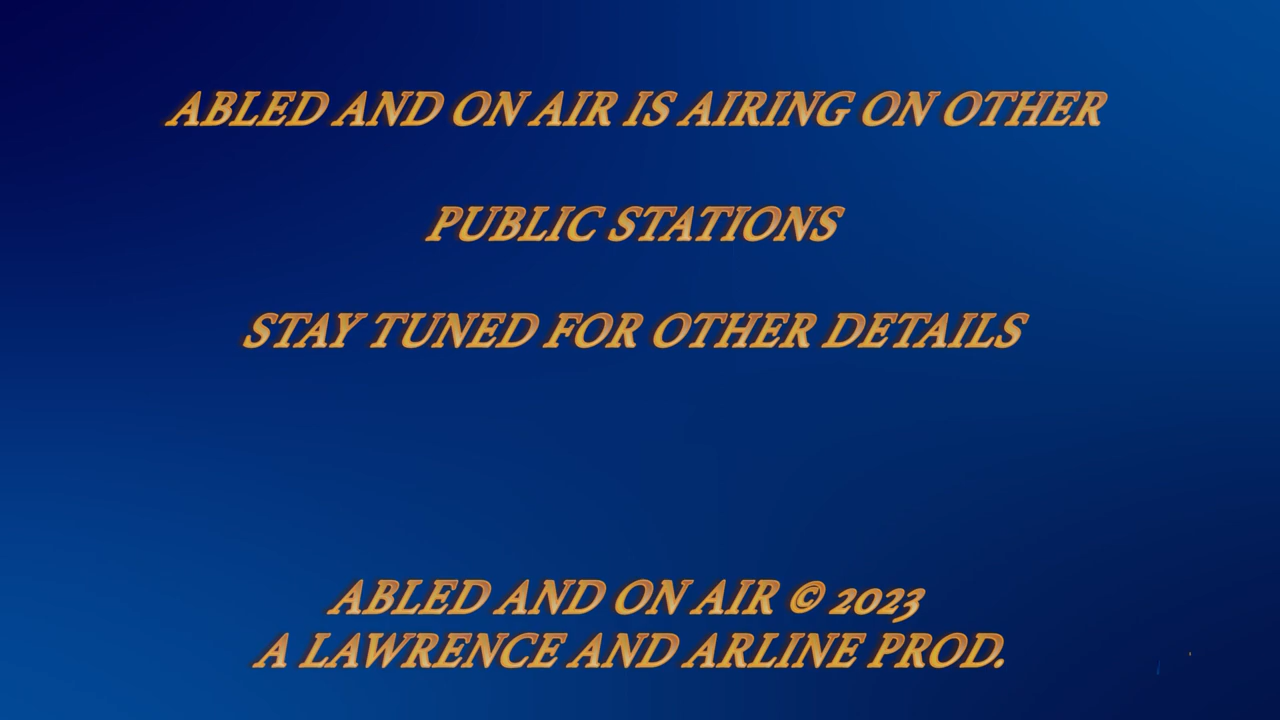 ABLED AND ON AIR IS AIRING ON OTHER
PUBLIC STATIONS
STAY TUNED FOR OTHER DETAILS
ABLED AND ON AIR © 2023
A LAWRENCE AND ARLINE PROD.